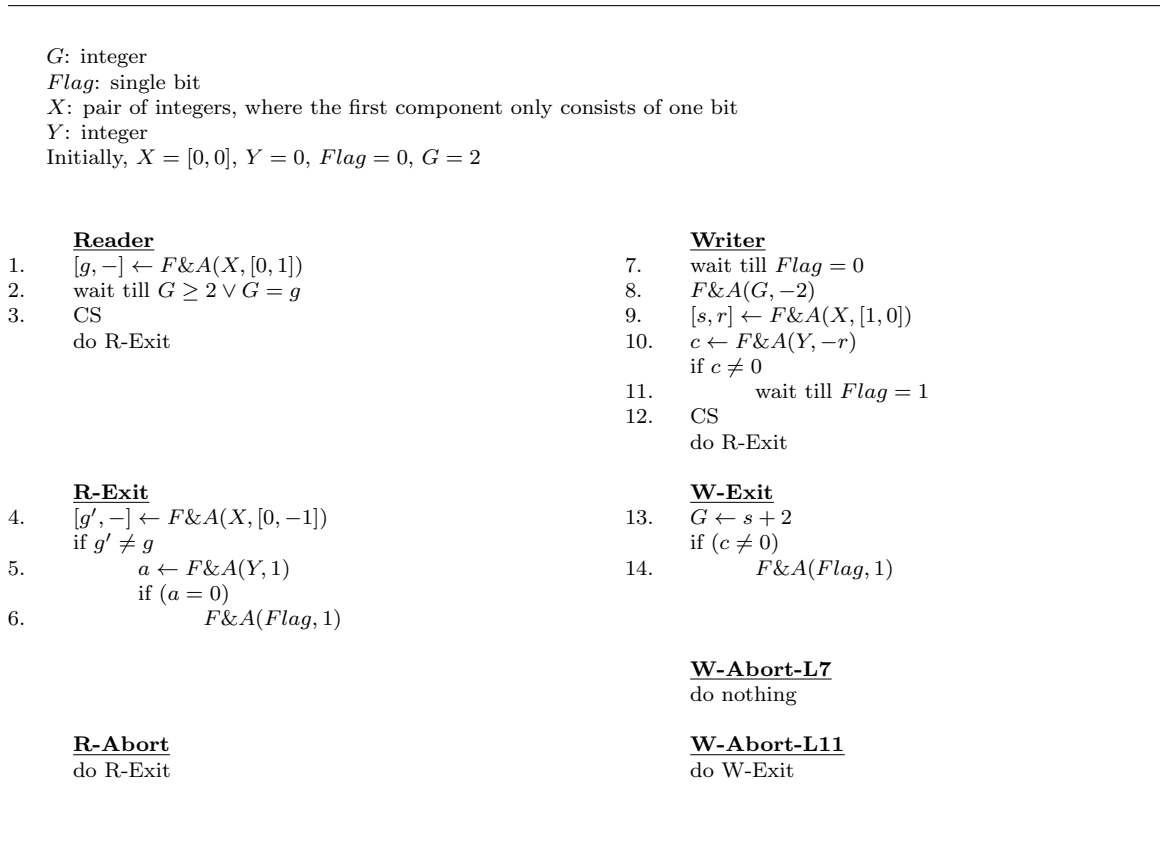 G: integer
Flag: single bit
X: pair of integers, where the first component only consists of one bit
Y: integer
Initially, X = [0, 0], Y = 0, Flag = 0, G = 2
Reader
1. [g, −] ← F&A(X, [0, 1])
2. wait till G ≥ 2 ∨ G = g
3. CS
do R-Exit
Writer
7. wait till Flag = 0
8. F&A(G, −2)
9. [s, r] ← F&A(X, [1, 0])
10. c ← F&A(Y, −r)
if c ≠ 0
11. wait till Flag = 1
12. CS
do R-Exit
R-Exit
4. [g′, −] ← F&A(X, [0, −1])
if g′ ≠ g
5. a ← F&A(Y, 1)
if (a = 0)
6. F&A(Flag, 1)
W-Exit
13. G ← s + 2
if (c ≠ 0)
14. F&A(Flag, 1)
W-Abort-L7
do nothing
R-Abort
do R-Exit
W-Abort-L11
do W-Exit